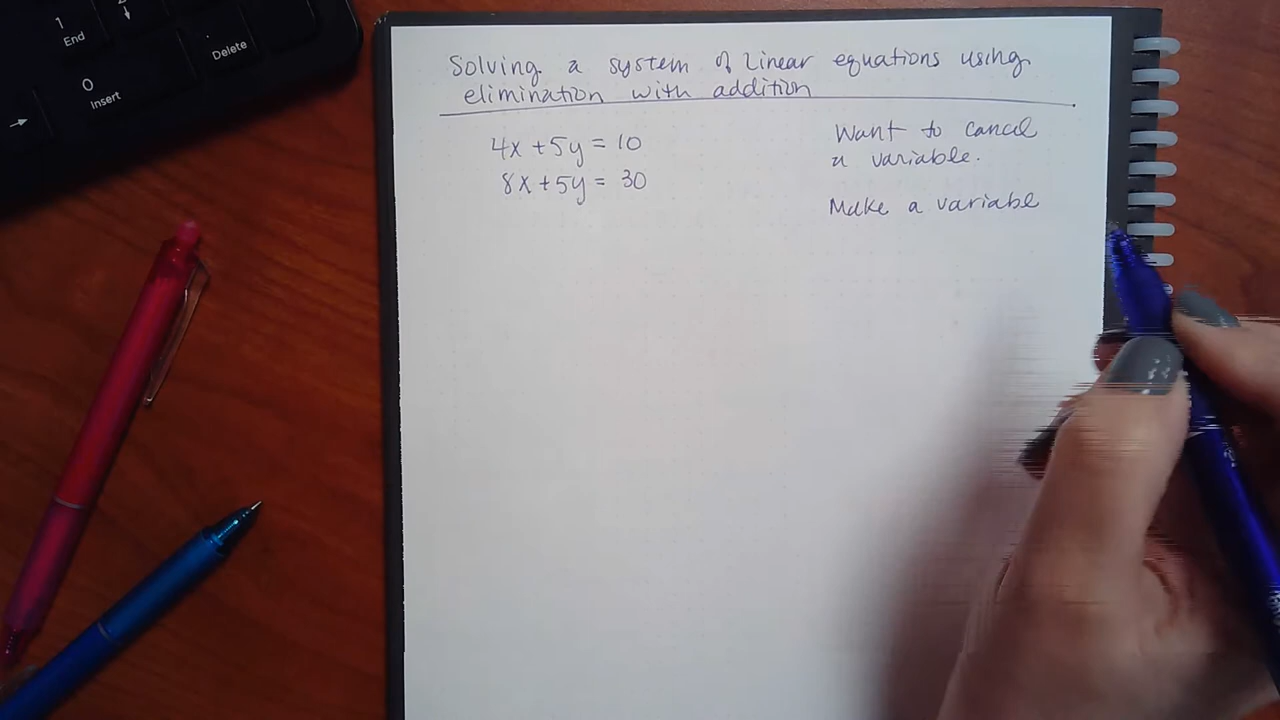 1
End
↓
Delete
0
Insert
→
Solving a system of linear equations using
elimination with addition
4x + 5y = 10
8x + 5y = 30
Want to cancel
a variable.
Make a variable